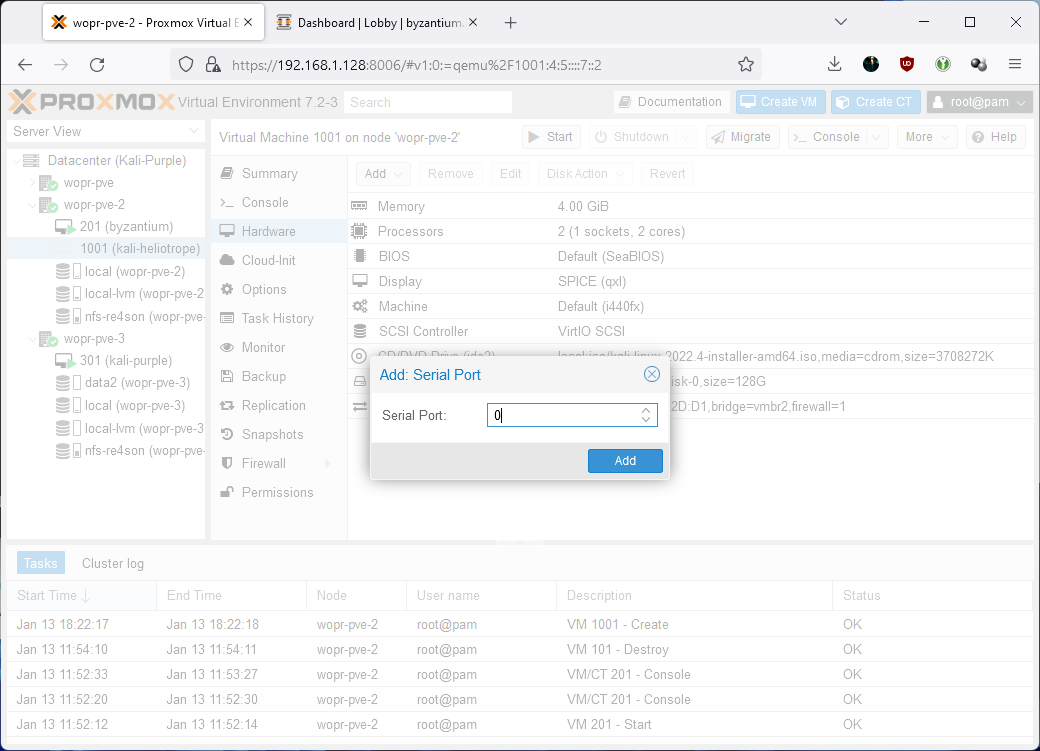 wopr-pve-2 - Proxmox Virtual E
Dashboard | Lobby | byzantium.
https://192.168.1.128:8006/#v1:0:=qemu%2F1001:4:5::::7::2
PROXMOX Virtual Environment 7.2-3
Search
Documentation
Create VM
Create CT
root@pam
Server View
Virtual Machine 1001 on node 'wopr-pve-2'
Start
Shutdown
Migrate
Console
More
Help
Datacenter (Kali-Purple)
wopr-pve
wopr-pve-2
201 (byzantium)
1001 (kali-heliotrope)
local (wopr-pve-2)
local-lvm (wopr-pve-2
nfs-re4son (wopr-pve-
wopr-pve-3
301 (kali-purple)
data2 (wopr-pve-3)
local (wopr-pve-3)
local-lvm (wopr-pve-3
nfs-re4son (wopr-pve-
Summary
Console
Hardware
Cloud-Init
Options
Task History
Monitor
Backup
Replication
Snapshots
Firewall
Permissions
Add
Remove
Edit
Disk Action
Revert
Memory 4.00 GiB
Processors 2 (1 sockets, 2 cores)
BIOS Default (SeaBIOS)
Display SPICE (qxl)
Machine Default (i440fx)
SCSI Controller VirtIO SCSI
CD/DVD Drive (ide2) local:iso/kali-linux-2022.4-installer-amd64.iso,media=cdrom,size=3708272K
isk-0,size=128G
2D:D1,bridge=vmbr2,firewall=1
Add: Serial Port
Serial Port: 0
Add
Tasks
Cluster log
Start Time End Time Node User name Description Status
Jan 13 18:22:17 Jan 13 18:22:18 wopr-pve-2 root@pam VM 1001 - Create OK
Jan 13 11:54:10 Jan 13 11:54:11 wopr-pve-2 root@pam VM 101 - Destroy OK
Jan 13 11:52:33 Jan 13 11:53:27 wopr-pve-2 root@pam VM/CT 201 - Console OK
Jan 13 11:52:20 Jan 13 11:52:30 wopr-pve-2 root@pam VM/CT 201 - Console OK
Jan 13 11:52:12 Jan 13 11:52:14 wopr-pve-2 root@pam VM 201 - Start OK